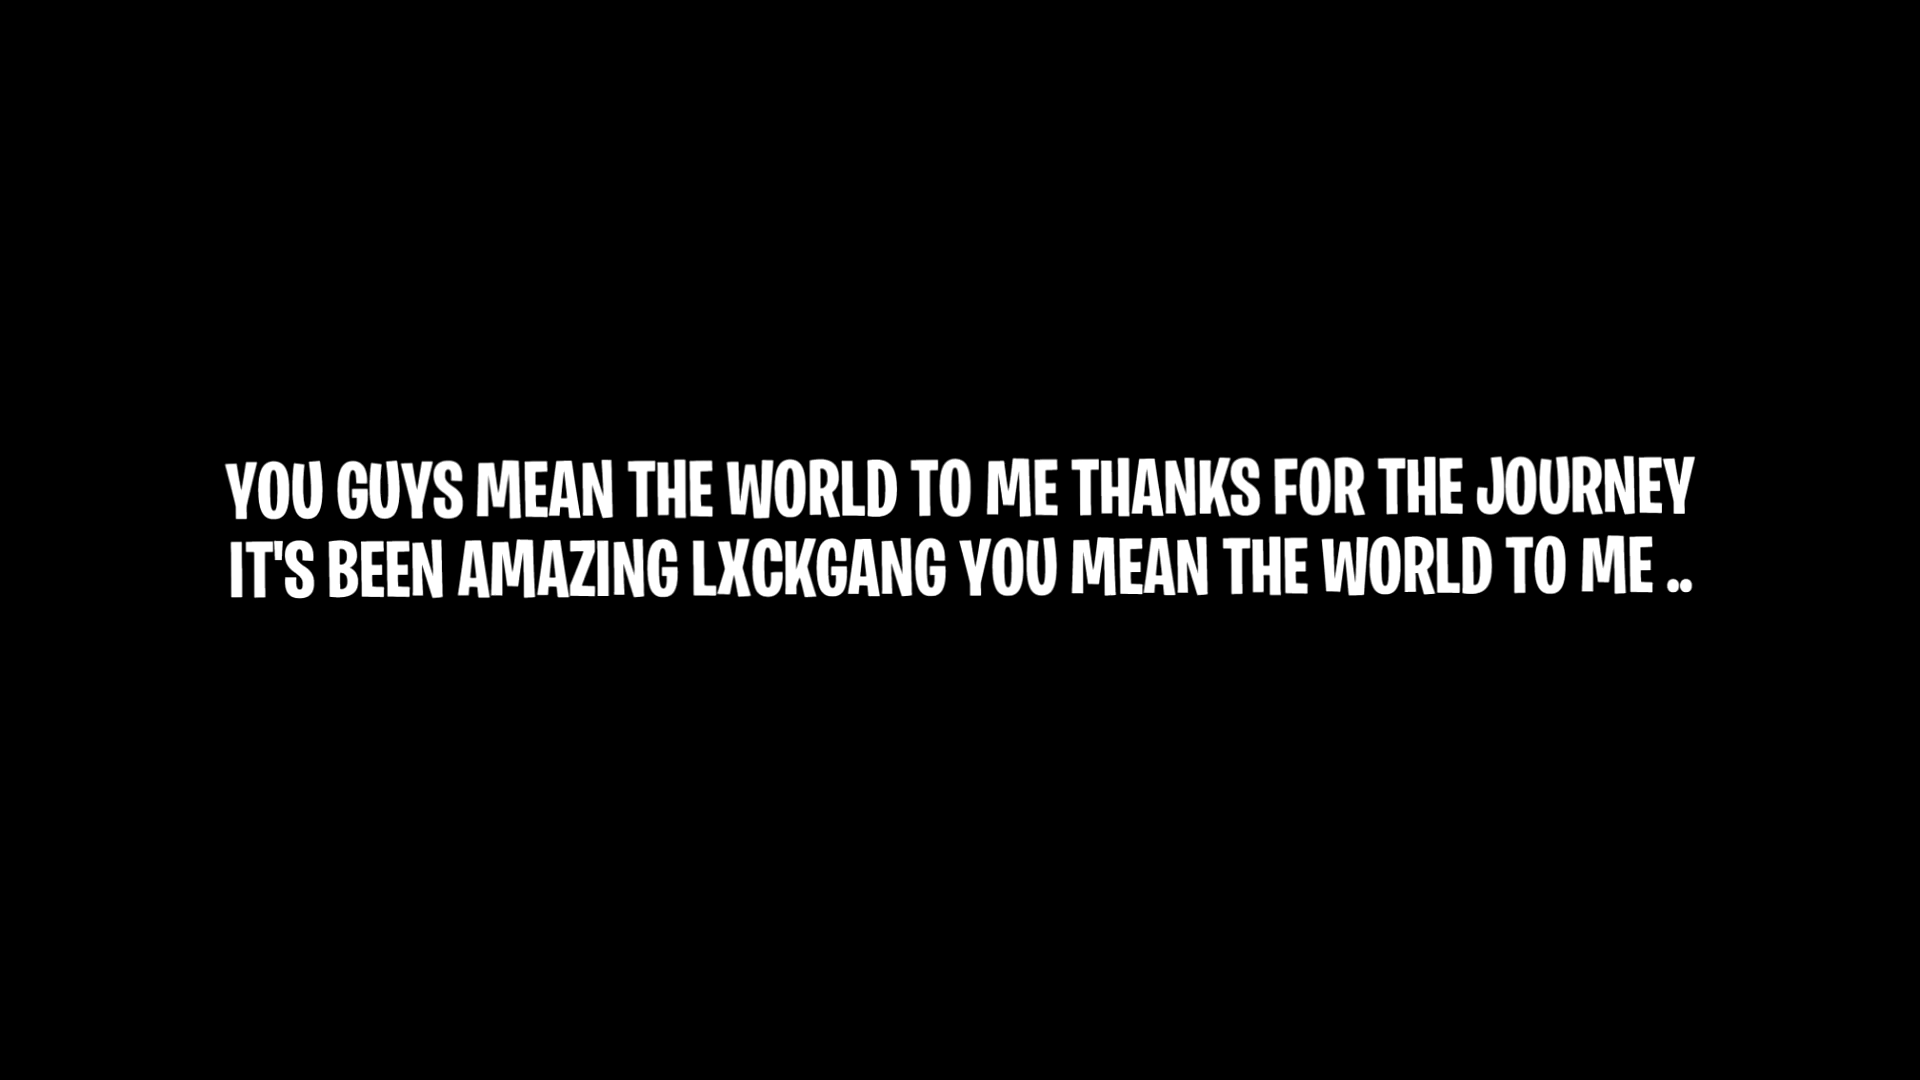 YOU GUYS MEAN THE WORLD TO ME THANKS FOR THE JOURNEY
IT'S BEEN AMAZING LXCKGANG YOU MEAN THE WORLD TO ME ..